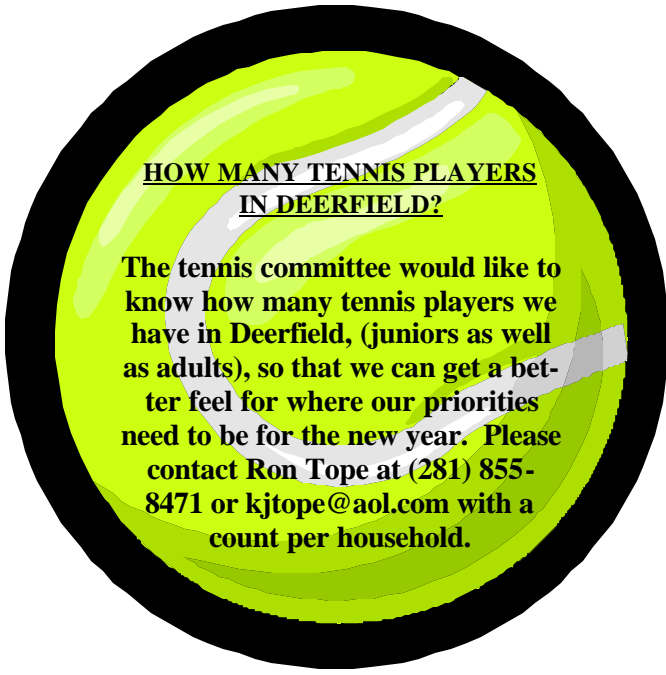 HOW MANY TENNIS PLAYERS
IN DEERFIELD?
The tennis committee would like to
know how many tennis players we
have in Deerfield, (juniors as well
as adults), so that we can get a bet-
ter feel for where our priorities
need to be for the new year.  Please
contact Ron Tope at (281) 855-
8471 or kjtope@aol.com with a
count per household.